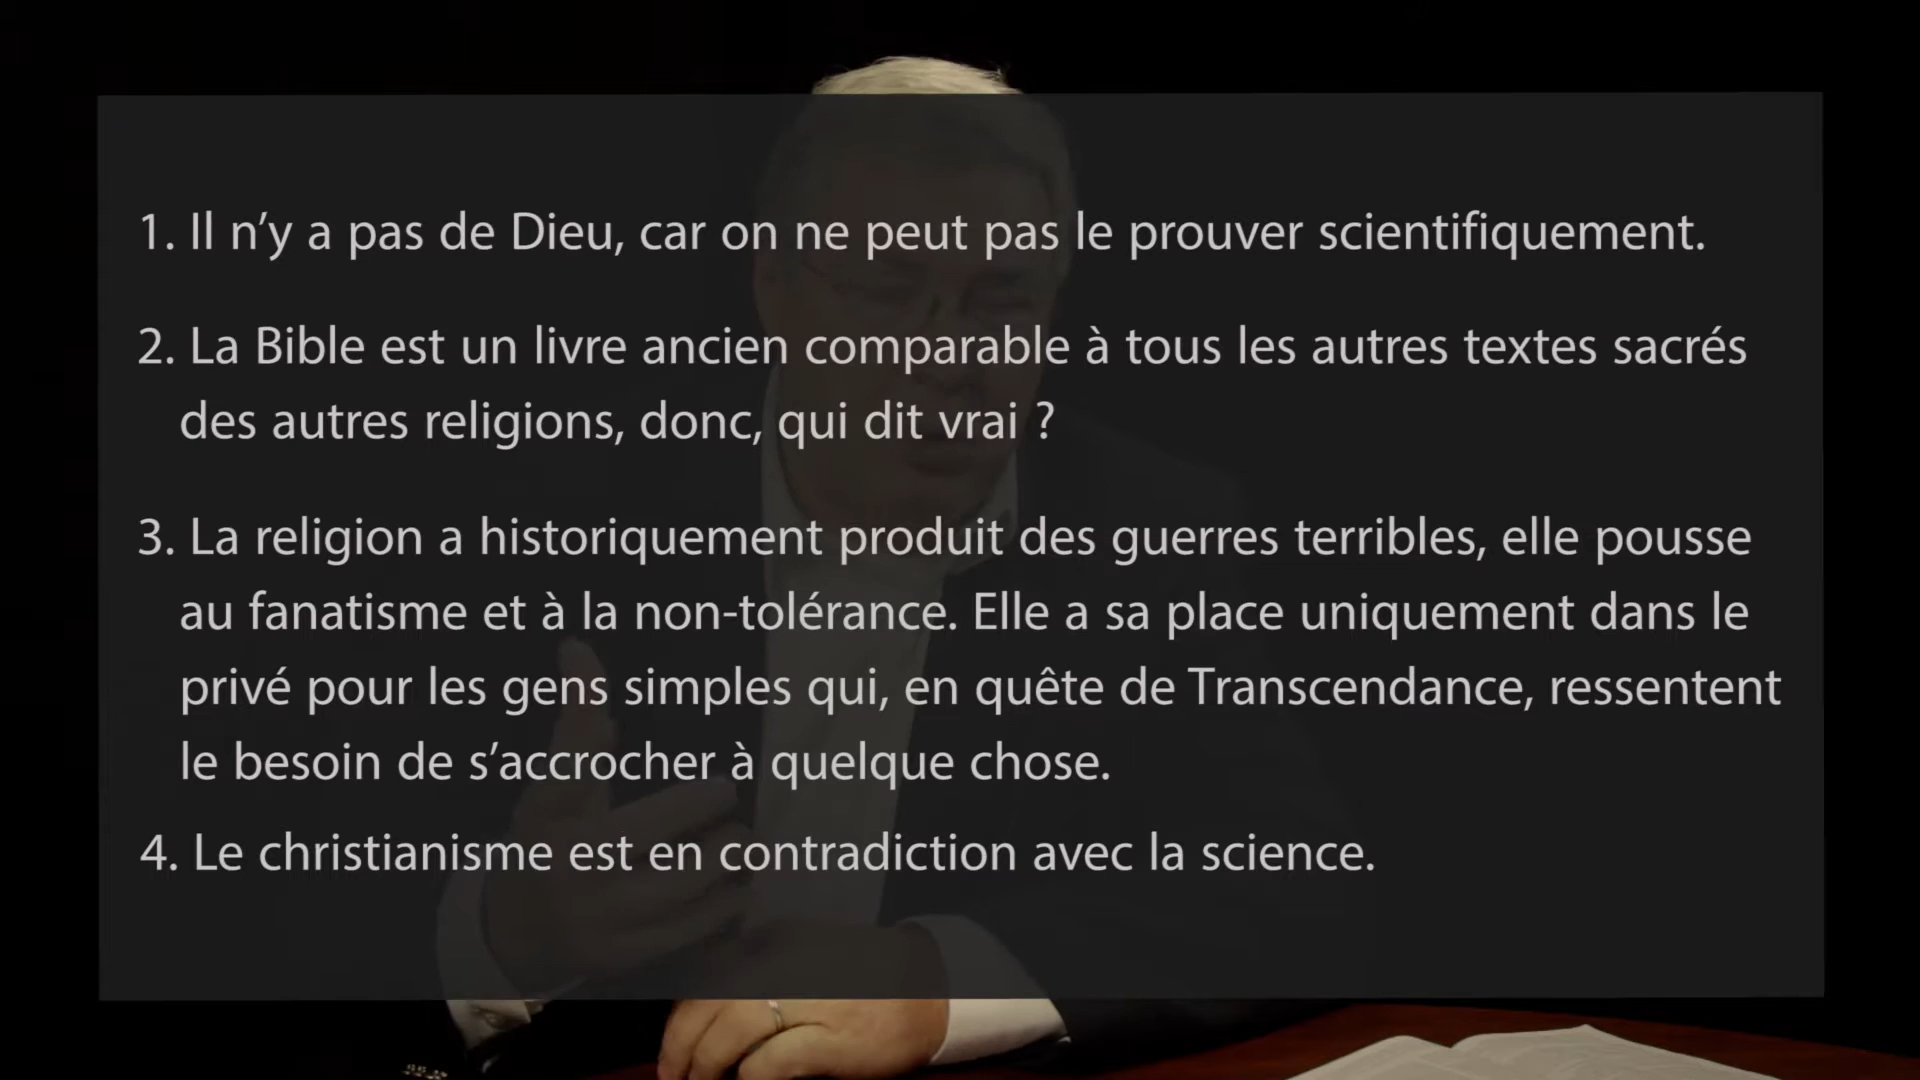 1. Il n’y a pas de Dieu, car on ne peut pas le prouver scientifiquement.
2. La Bible est un livre ancien comparable à tous les autres textes sacrés
des autres religions, donc, qui dit vrai ?
3. La religion a historiquement produit des guerres terribles, elle pousse
au fanatisme et à la non-tolérance. Elle a sa place uniquement dans le
privé pour les gens simples qui, en quête de Transcendance, ressentent
le besoin de s’accrocher à quelque chose.
4. Le christianisme est en contradiction avec la science.